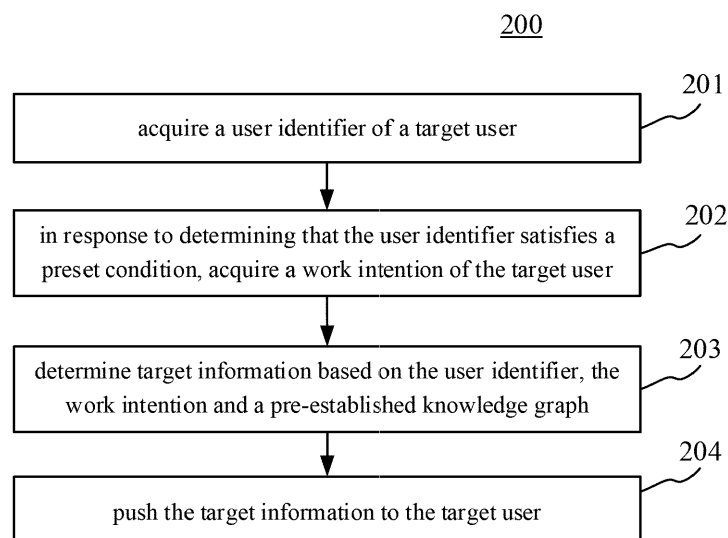 200
201
acquire a user identifier of a target user
202
in response to determining that the user identifier satisfies a
preset condition, acquire a work intention of the target user
203
determine target information based on the user identifier, the
work intention and a pre-established knowledge graph
204
push the target information to the target user